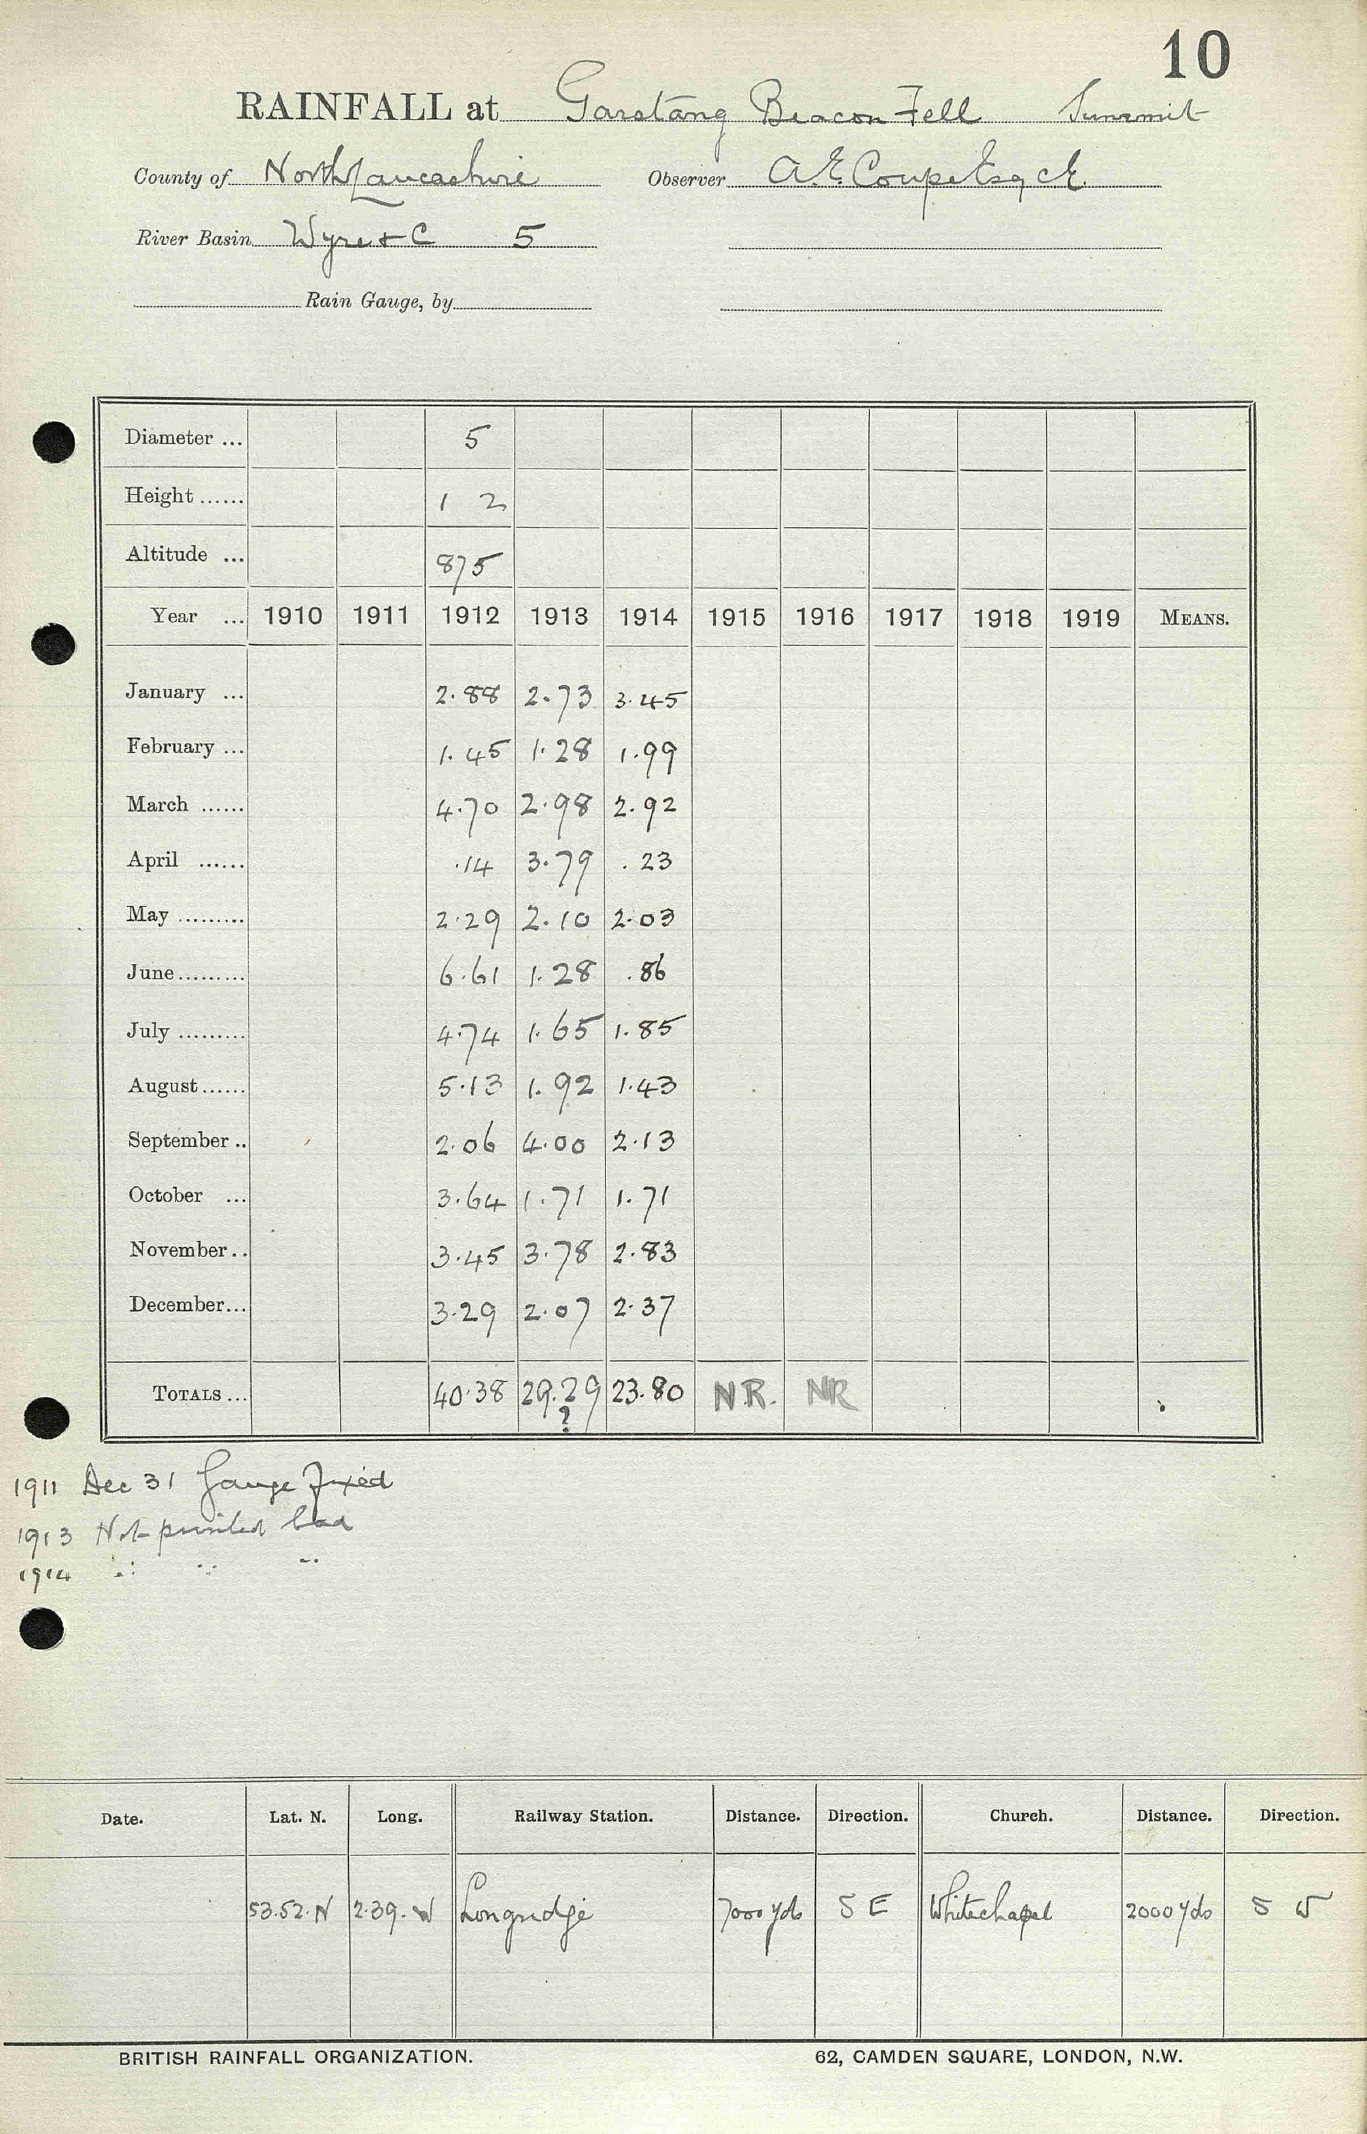 10
RAINFALL at Garstang Beacon Fell Summit
County of North Lancashire Observer A.E. Coupe Esq C.E.
River Basin Wyre & C 5
Rain Gauge, by
Diameter ... 5
Height ...... 1 2
Altitude ... 875
Year ... 1910 1911 1912 1913 1914 1915 1916 1917 1918 1919 MEANS.
January ... 2.88 2.73 3.45
February ... 1.45 1.28 1.99
March ...... 4.70 2.98 2.92
April ...... .14 3.79 .23
May ......... 2.29 2.10 2.03
June ......... 6.61 1.28 .86
July ......... 4.74 1.65 1.85
August ...... 5.13 1.92 1.43
September .. 2.06 4.00 2.13
October ... 3.64 1.71 1.71
November .. 3.45 3.78 2.83
December ... 3.29 2.07 2.37
TOTALS ... 40.38 29.29 23.80 N.R. NR
?
1911 Dec 31 Gauge fixed
1913 Not printed bad
1914 " " "
Date. Lat. N. Long. Railway Station. Distance. Direction. Church. Distance. Direction.
53.52.N 2.39.W Longridge 7000 yds S E Whitechapel 2000 yds S W
BRITISH RAINFALL ORGANIZATION. 62, CAMDEN SQUARE, LONDON, N.W.